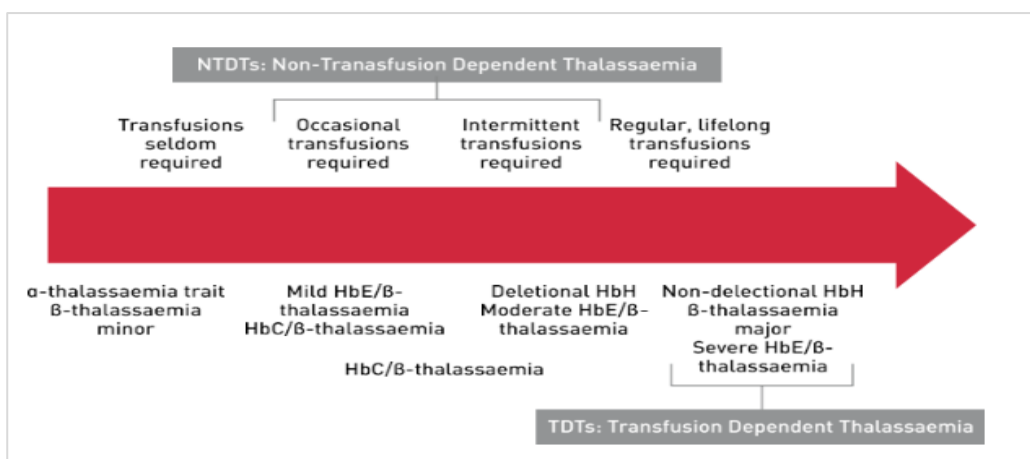 NTDTs: Non-Tranasfusion Dependent Thalassaemia
Transfusions
seldom
required
Occasional
transfusions
required
Intermittent
transfusions
required
Regular, lifelong
transfusions
required
α-thalassaemia trait
ß-thalassaemia
minor
Mild HbE/ß-
thalassaemia
HbC/ß-thalassaemia
Deletional HbH
Moderate HbE/ß-
thalassaemia
Non-delectional HbH
ß-thalassaemia
major
Severe HbE/ß-
thalassaemia
HbC/ß-thalassaemia
TDTs: Transfusion Dependent Thalassaemia